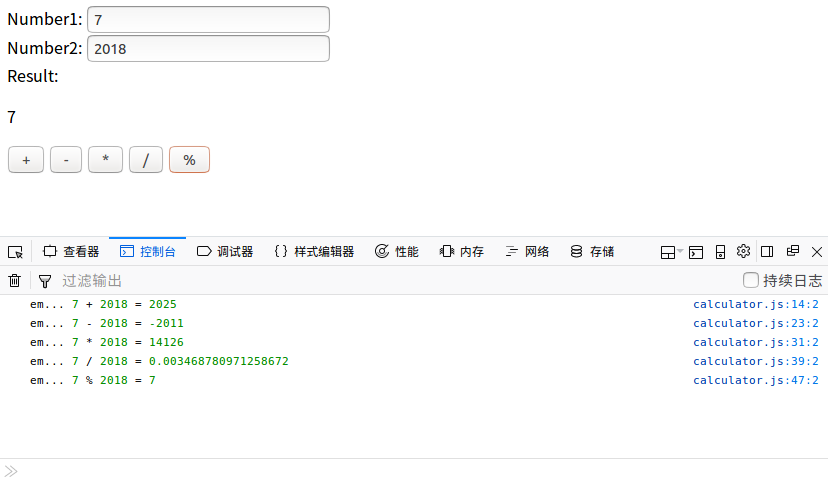 Number1: 7
Number2: 2018
Result:
7
+ - * / %
查看器 控制台 调试器 {} 样式编辑器 性能 内存 网络 存储
过滤输出 持续日志
em... 7 + 2018 = 2025 calculator.js:14:2
em... 7 - 2018 = -2011 calculator.js:23:2
em... 7 * 2018 = 14126 calculator.js:31:2
em... 7 / 2018 = 0.003468780971258672 calculator.js:39:2
em... 7 % 2018 = 7 calculator.js:47:2